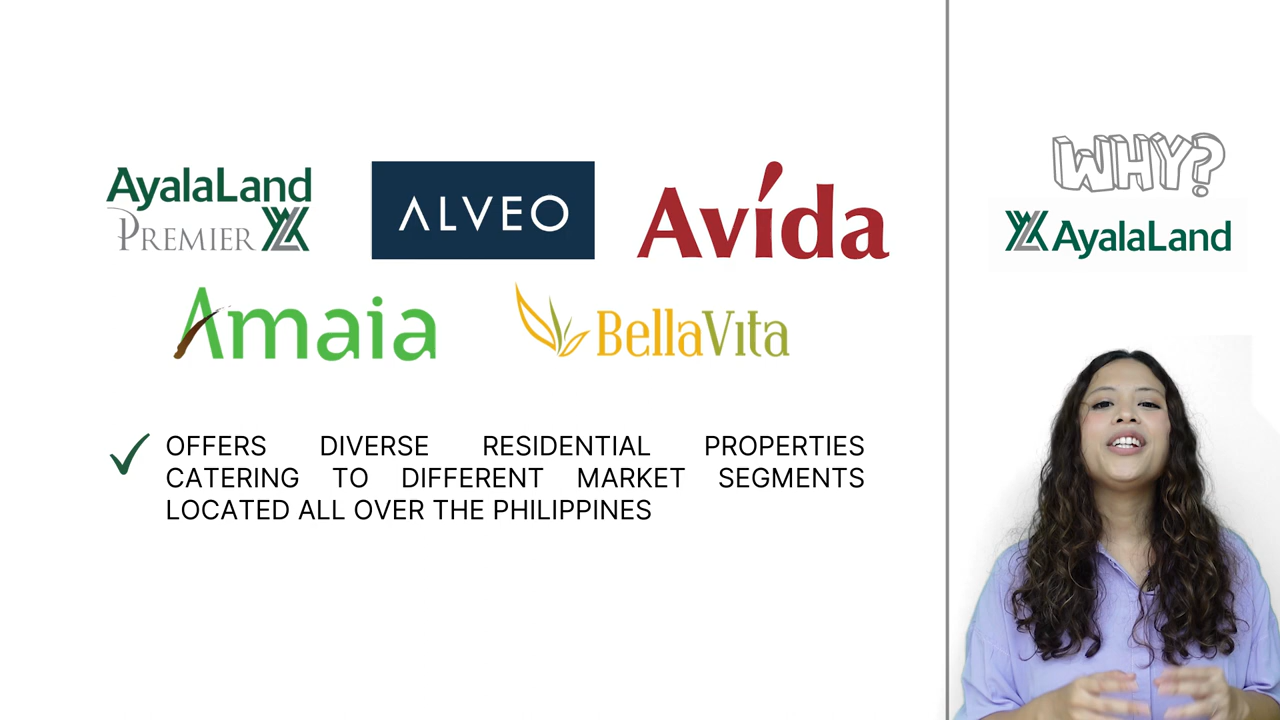 AyalaLand
PREMIER
ALVEO
Avída
Amaia
BellaVita
OFFERS DIVERSE RESIDENTIAL PROPERTIES
CATERING TO DIFFERENT MARKET SEGMENTS
LOCATED ALL OVER THE PHILIPPINES
WHY?
AyalaLand